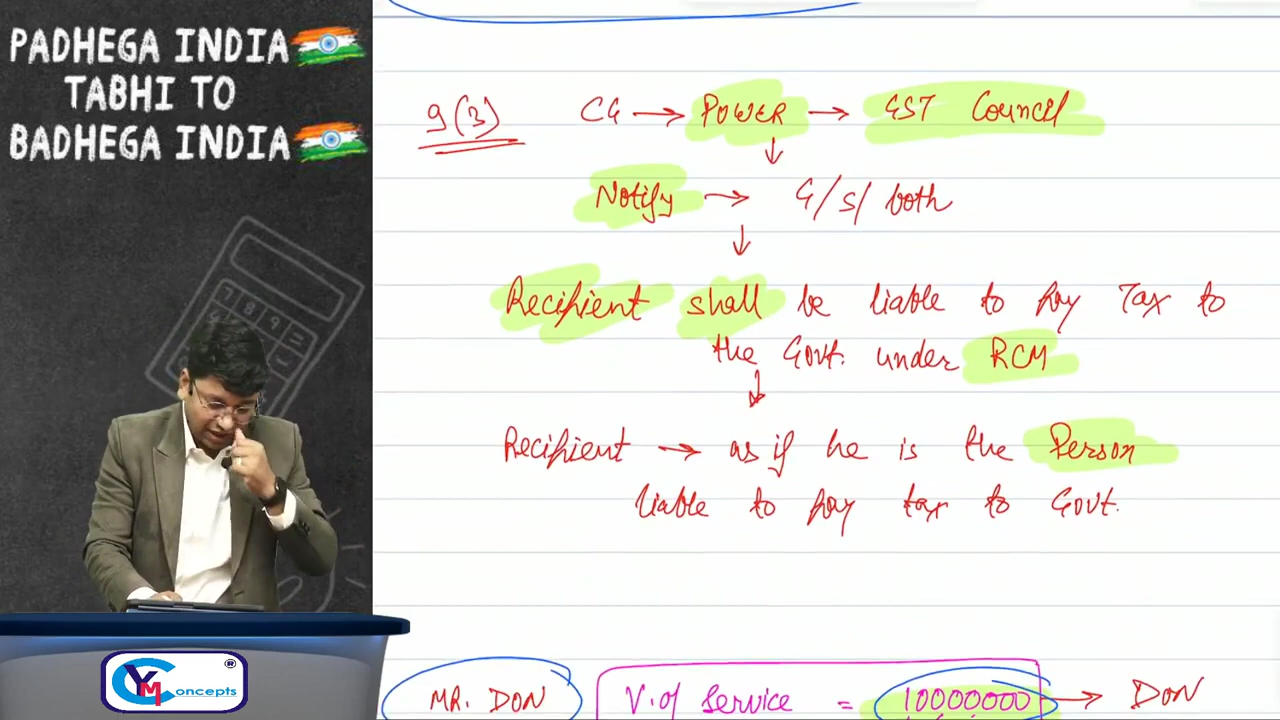 PADHEGA INDIA
TABHI TO
BADHEGA INDIA
9(3) CG → POWER → GST Council
Notify → G/S/ both
Recipient shall be liable to pay Tax to
the Govt. under RCM
Recipient → as if he is the Person
liable to pay tax to Govt.
MR. DON V. of Service = 10000000 → DON
YM Concepts ®